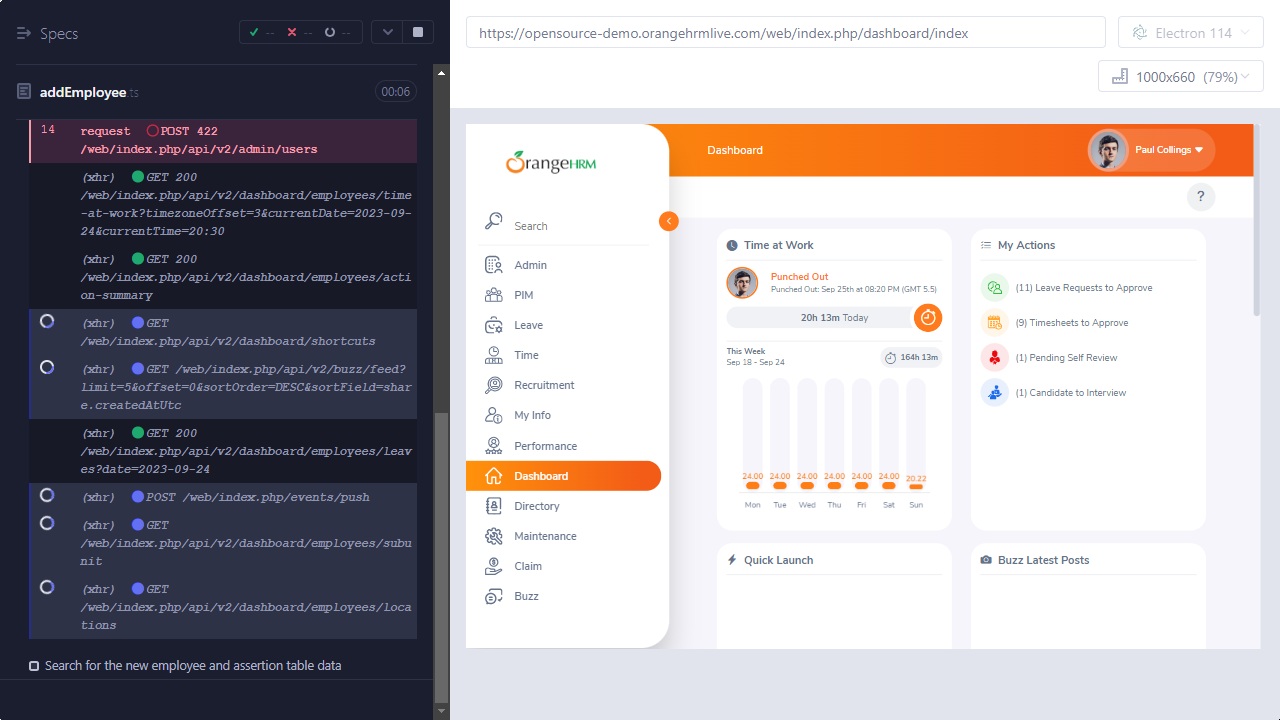 Specs
--
--
--
addEmployee.ts
00:06
14 request POST 422
/web/index.php/api/v2/admin/users
(xhr) GET 200
/web/index.php/api/v2/dashboard/employees/time
-at-work?timezoneOffset=3&currentDate=2023-09-
24&currentTime=20:30
(xhr) GET 200
/web/index.php/api/v2/dashboard/employees/acti
on-summary
(xhr) GET
/web/index.php/api/v2/dashboard/shortcuts
(xhr) GET /web/index.php/api/v2/buzz/feed?
limit=5&offset=0&sortOrder=DESC&sortField=shar
e.createdAtUtc
(xhr) GET 200
/web/index.php/api/v2/dashboard/employees/leav
es?date=2023-09-24
(xhr) POST /web/index.php/events/push
(xhr) GET
/web/index.php/api/v2/dashboard/employees/subu
nit
(xhr) GET
/web/index.php/api/v2/dashboard/employees/loca
tions
Search for the new employee and assertion table data
https://opensource-demo.orangehrmlive.com/web/index.php/dashboard/index
Electron 114
1000x660 (79%)
OrangeHRM
Search
Admin
PIM
Leave
Time
Recruitment
My Info
Performance
Dashboard
Directory
Maintenance
Claim
Buzz
Dashboard
Paul Collings
?
Time at Work
Punched Out
Punched Out: Sep 25th at 08:20 PM (GMT 5.5)
20h 13m Today
This Week
Sep 18 - Sep 24
164h 13m
24.00 24.00 24.00 24.00 24.00 24.00 20.22
Mon Tue Wed Thu Fri Sat Sun
My Actions
(11) Leave Requests to Approve
(9) Timesheets to Approve
(1) Pending Self Review
(1) Candidate to Interview
Quick Launch
Buzz Latest Posts